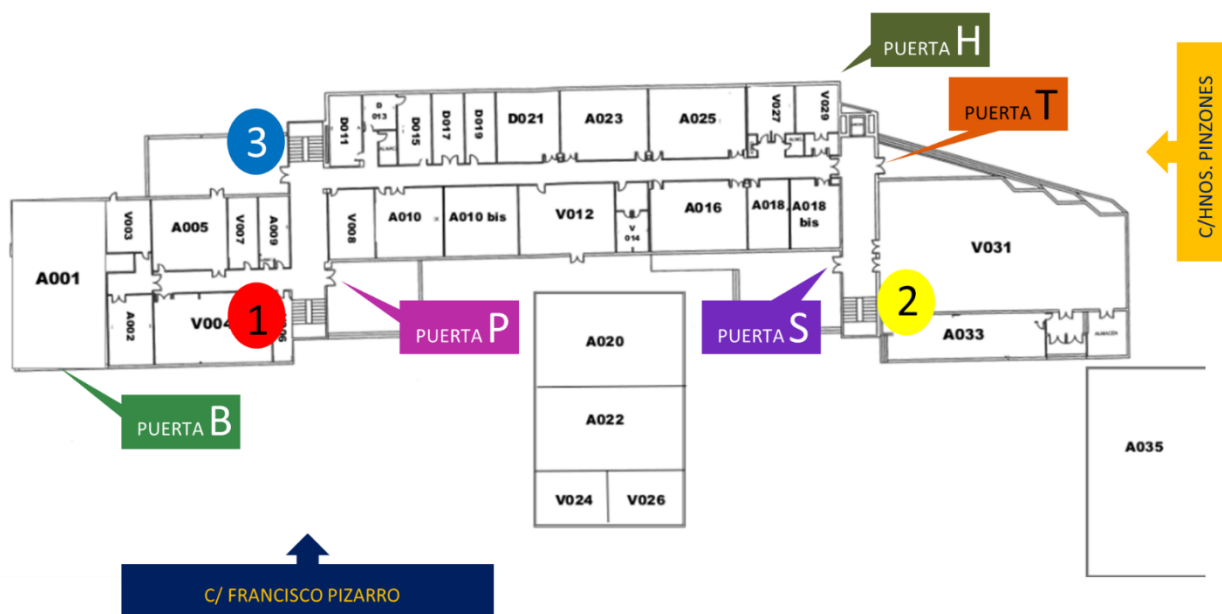 PUERTA H
PUERTA T
C/HNOS. PINZONES
3
D011
D
013
D015
D017
D019
D021
A023
A025
V027
V029
V003
A005
V007
A009
V008
A010
A010 bis
V012
V
014
A016
A018
A018
bis
V031
A001
A002
V004
1
PUERTA P
PUERTA S
2
A033
ALMACÉN
PUERTA B
A020
A022
V024
V026
A035
C/ FRANCISCO PIZARRO